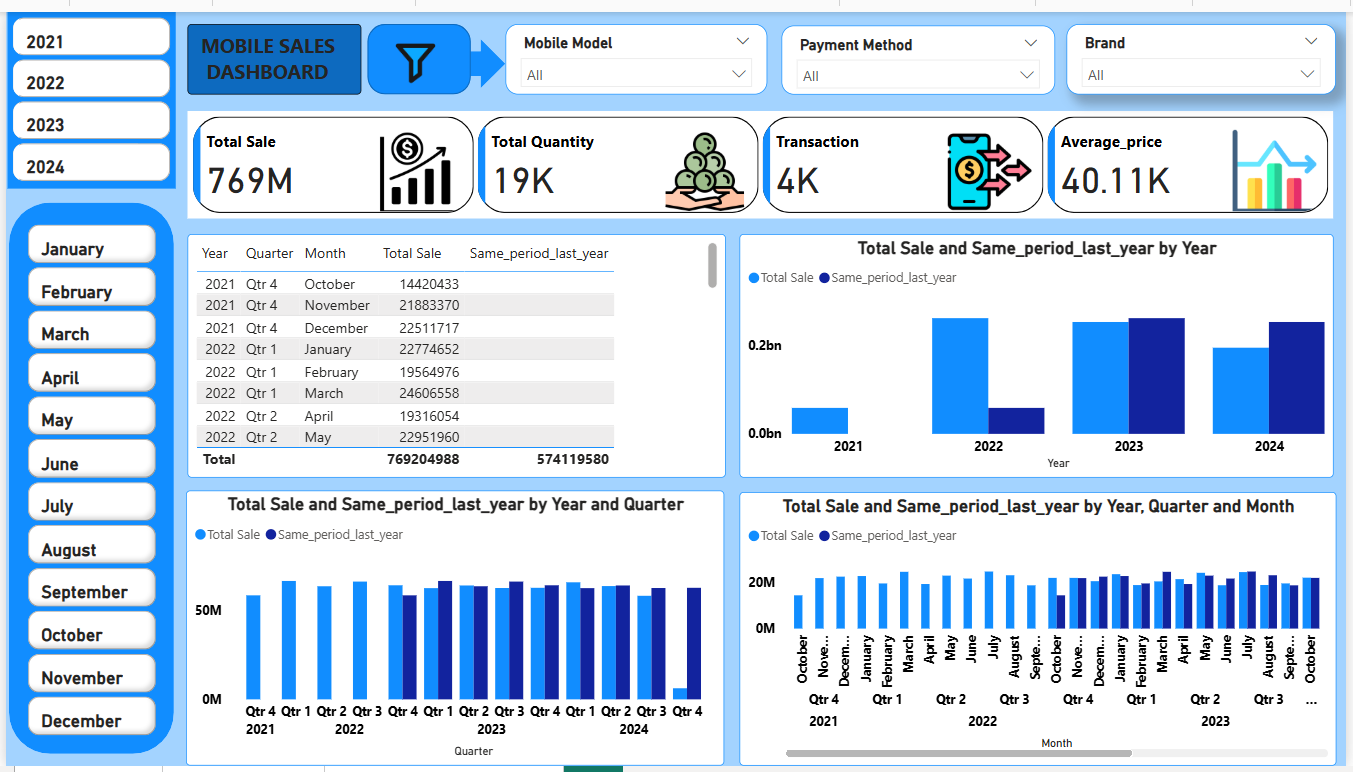 2021
2022
2023
2024
January
February
March
April
May
June
July
August
September
October
November
December
MOBILE SALES
DASHBOARD
Mobile Model
All
Payment Method
All
Brand
All
Total Sale
769M
Total Quantity
19K
Transaction
4K
Average_price
40.11K
Year Quarter Month Total Sale Same_period_last_year
2021 Qtr 4 October 14420433
2021 Qtr 4 November 21883370
2021 Qtr 4 December 22511717
2022 Qtr 1 January 22774652
2022 Qtr 1 February 19564976
2022 Qtr 1 March 24606558
2022 Qtr 2 April 19316054
2022 Qtr 2 May 22951960
Total 769204988 574119580
Total Sale and Same_period_last_year by Year
Total Sale Same_period_last_year
0.2bn
0.0bn
2021 2022 2023 2024
Year
Total Sale and Same_period_last_year by Year and Quarter
Total Sale Same_period_last_year
50M
0M
Qtr 4 Qtr 1 Qtr 2 Qtr 3 Qtr 4 Qtr 1 Qtr 2 Qtr 3 Qtr 4 Qtr 1 Qtr 2 Qtr 3 Qtr 4
2021 2022 2023 2024
Quarter
Total Sale and Same_period_last_year by Year, Quarter and Month
Total Sale Same_period_last_year
20M
0M
October Nove... Decem... January February March April May June July August Septe... October Nove... Decem... January February March April May June July August Septe... October
Qtr 4 Qtr 1 Qtr 2 Qtr 3 Qtr 4 Qtr 1 Qtr 2 Qtr 3 ...
2021 2022 2023
Month